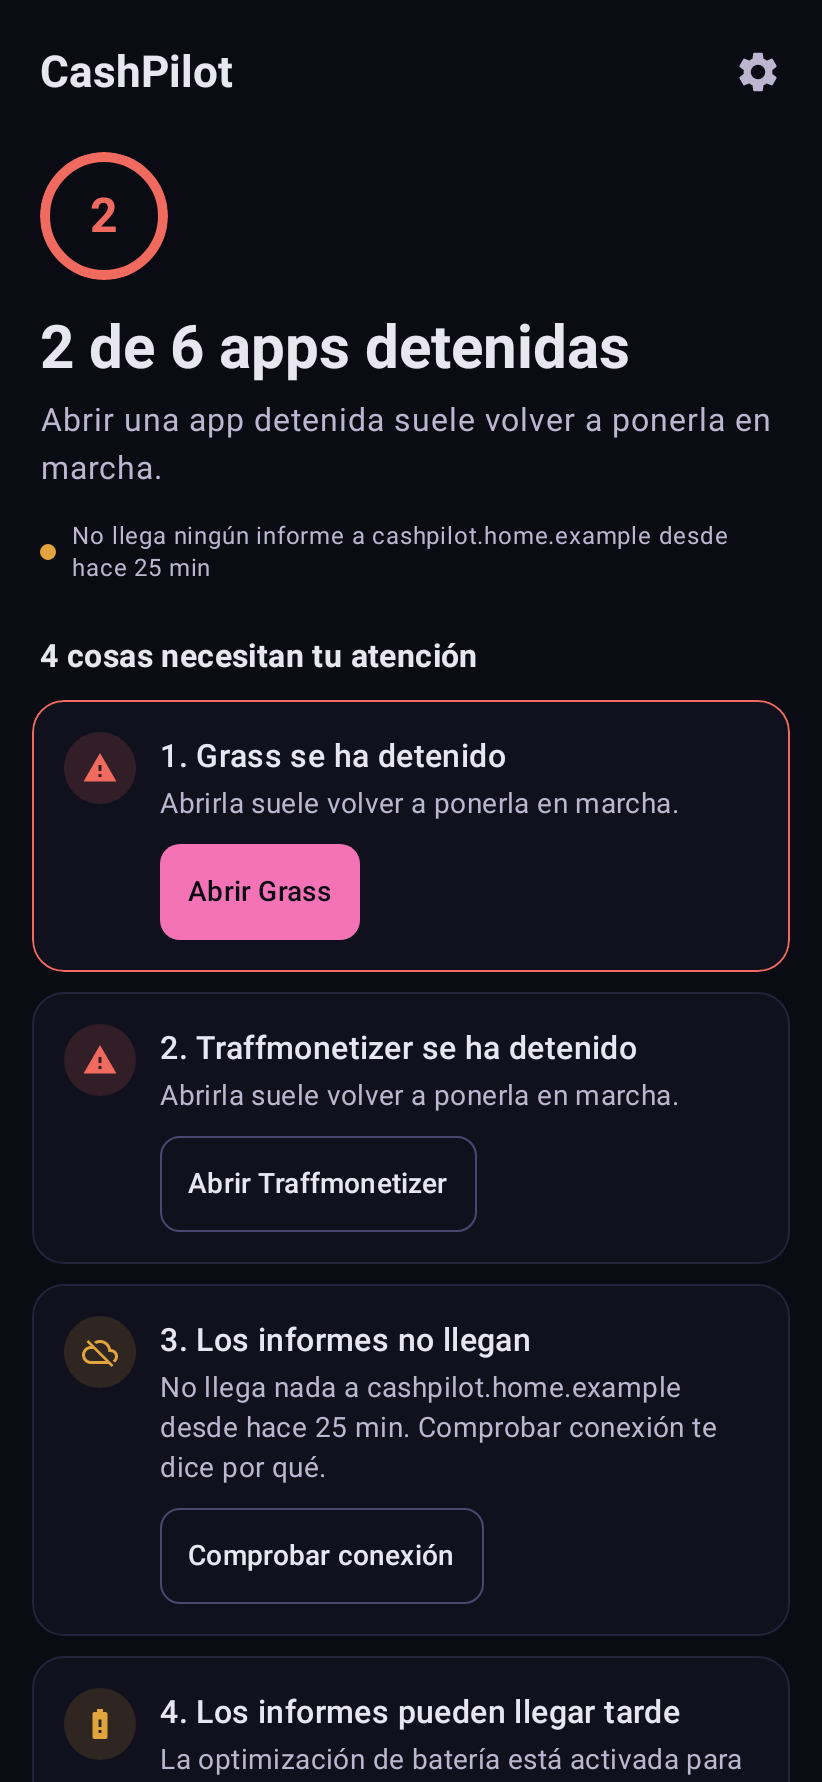 CashPilot
2
2 de 6 apps detenidas
Abrir una app detenida suele volver a ponerla en
marcha.
No llega ningún informe a cashpilot.home.example desde
hace 25 min
4 cosas necesitan tu atención
1. Grass se ha detenido
Abrirla suele volver a ponerla en marcha.
Abrir Grass
2. Traffmonetizer se ha detenido
Abrirla suele volver a ponerla en marcha.
Abrir Traffmonetizer
3. Los informes no llegan
No llega nada a cashpilot.home.example
desde hace 25 min. Comprobar conexión te
dice por qué.
Comprobar conexión
4. Los informes pueden llegar tarde
La optimización de batería está activada para